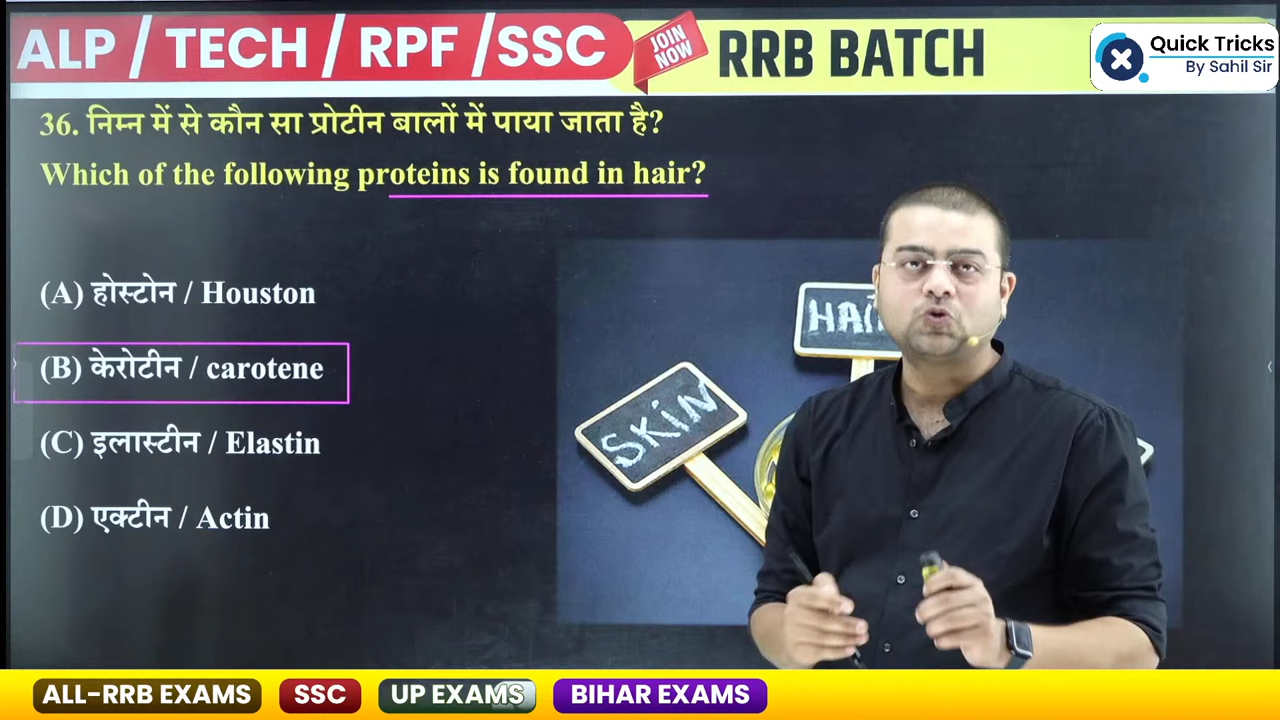 ALP / TECH / RPF / SSC
JOIN
NOW
RRB BATCH
Quick Tricks
By Sahil Sir
36. निम्न में से कौन सा प्रोटीन बालों में पाया जाता है?
Which of the following proteins is found in hair?
(A) होस्टोन / Houston
(B) केरोटीन / carotene
(C) इलास्टीन / Elastin
(D) एक्टीन / Actin
SKIN
ALL-RRB EXAMS
SSC
UP EXAMS
BIHAR EXAMS